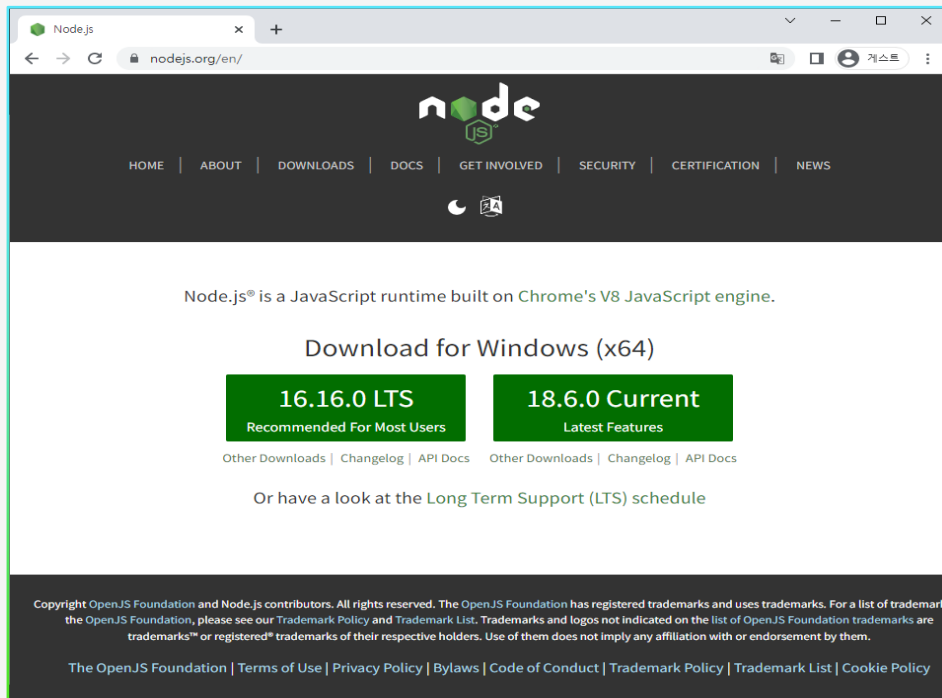 Node.js
nodejs.org/en/
게스트
node
JS
HOME | ABOUT | DOWNLOADS | DOCS | GET INVOLVED | SECURITY | CERTIFICATION | NEWS
Node.js® is a JavaScript runtime built on Chrome's V8 JavaScript engine.
Download for Windows (x64)
16.16.0 LTS 18.6.0 Current
Recommended For Most Users Latest Features
Other Downloads | Changelog | API Docs Other Downloads | Changelog | API Docs
Or have a look at the Long Term Support (LTS) schedule
Copyright OpenJS Foundation and Node.js contributors. All rights reserved. The OpenJS Foundation has registered trademarks and uses trademarks. For a list of trademar
the OpenJS Foundation, please see our Trademark Policy and Trademark List. Trademarks and logos not indicated on the list of OpenJS Foundation trademarks are
trademarks™ or registered® trademarks of their respective holders. Use of them does not imply any affiliation with or endorsement by them.
The OpenJS Foundation | Terms of Use | Privacy Policy | Bylaws | Code of Conduct | Trademark Policy | Trademark List | Cookie Policy